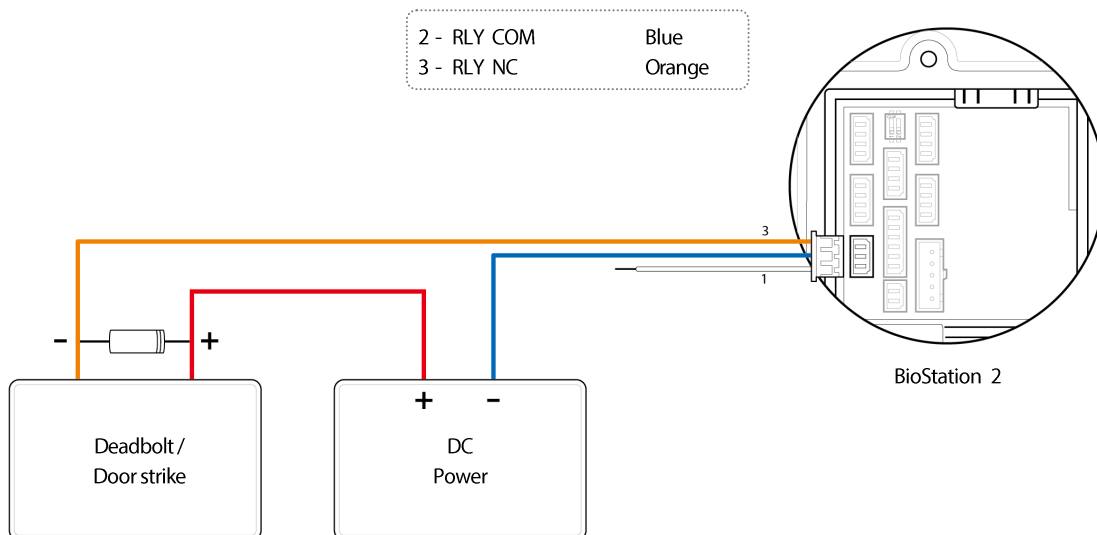 2 - RLY COM Blue
3 - RLY NC Orange
3
1
- +
+ -
BioStation 2
Deadbolt /
Door strike
DC
Power